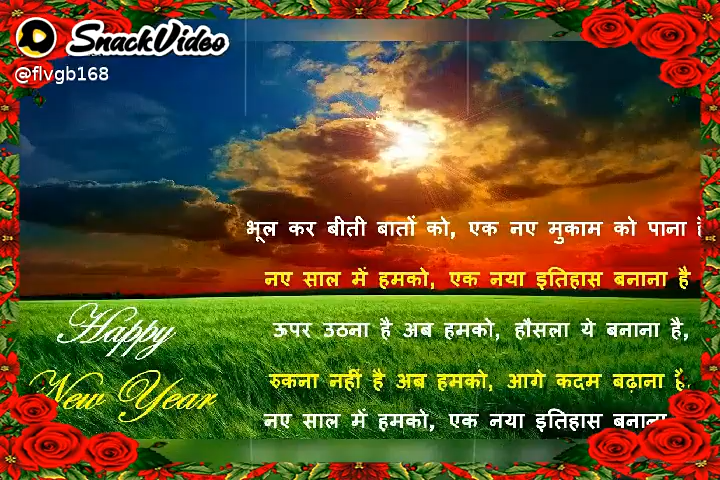 SnackVideo
@flvgb168
भूल कर बीती बातों को, एक नए मुकाम को पाना
नए साल में हमको, एक नया इतिहास बनाना है
ऊपर उठना है अब हमको, हौसला ये बनाना है,
रुकना नहीं है अब हमको, आगे कदम बढ़ाना है,
नए साल में हमको, एक नया इतिहास बनाना
Happy
New Year